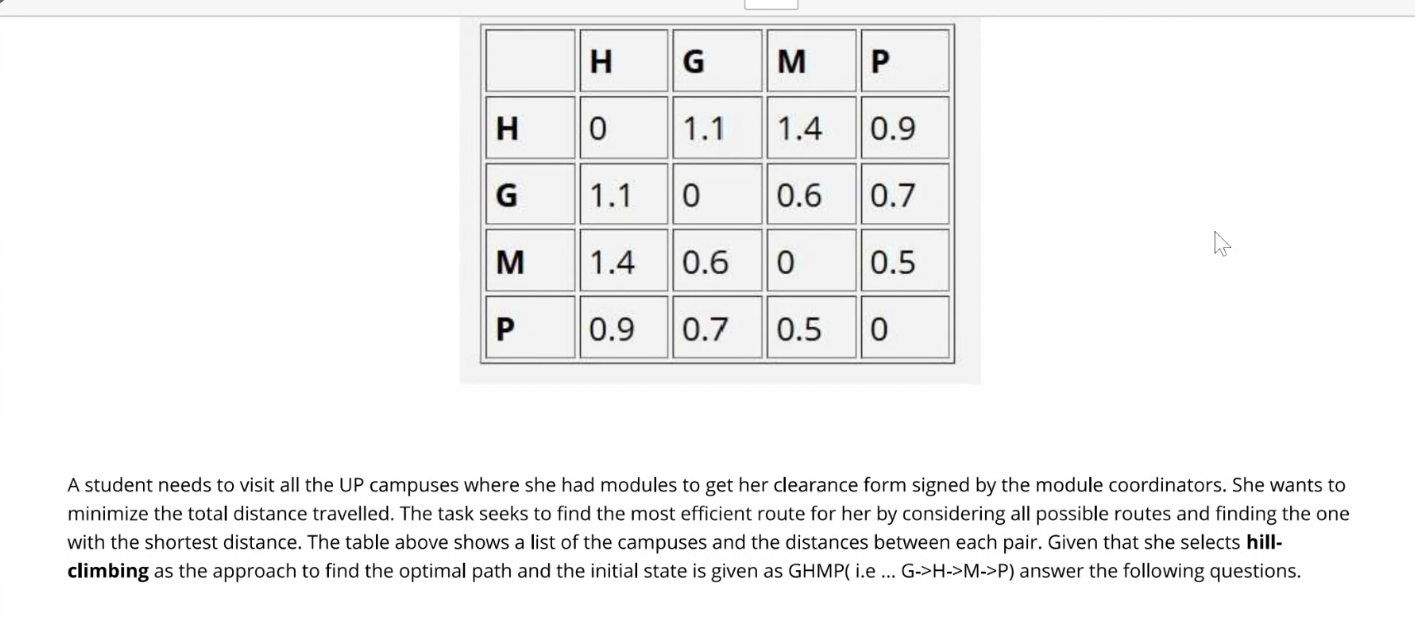 H G M P
H 0 1.1 1.4 0.9
G 1.1 0 0.6 0.7
M 1.4 0.6 0 0.5
P 0.9 0.7 0.5 0
A student needs to visit all the UP campuses where she had modules to get her clearance form signed by the module coordinators. She wants to
minimize the total distance travelled. The task seeks to find the most efficient route for her by considering all possible routes and finding the one
with the shortest distance. The table above shows a list of the campuses and the distances between each pair. Given that she selects hill-
climbing as the approach to find the optimal path and the initial state is given as GHMP( i.e ... G->H->M->P) answer the following questions.